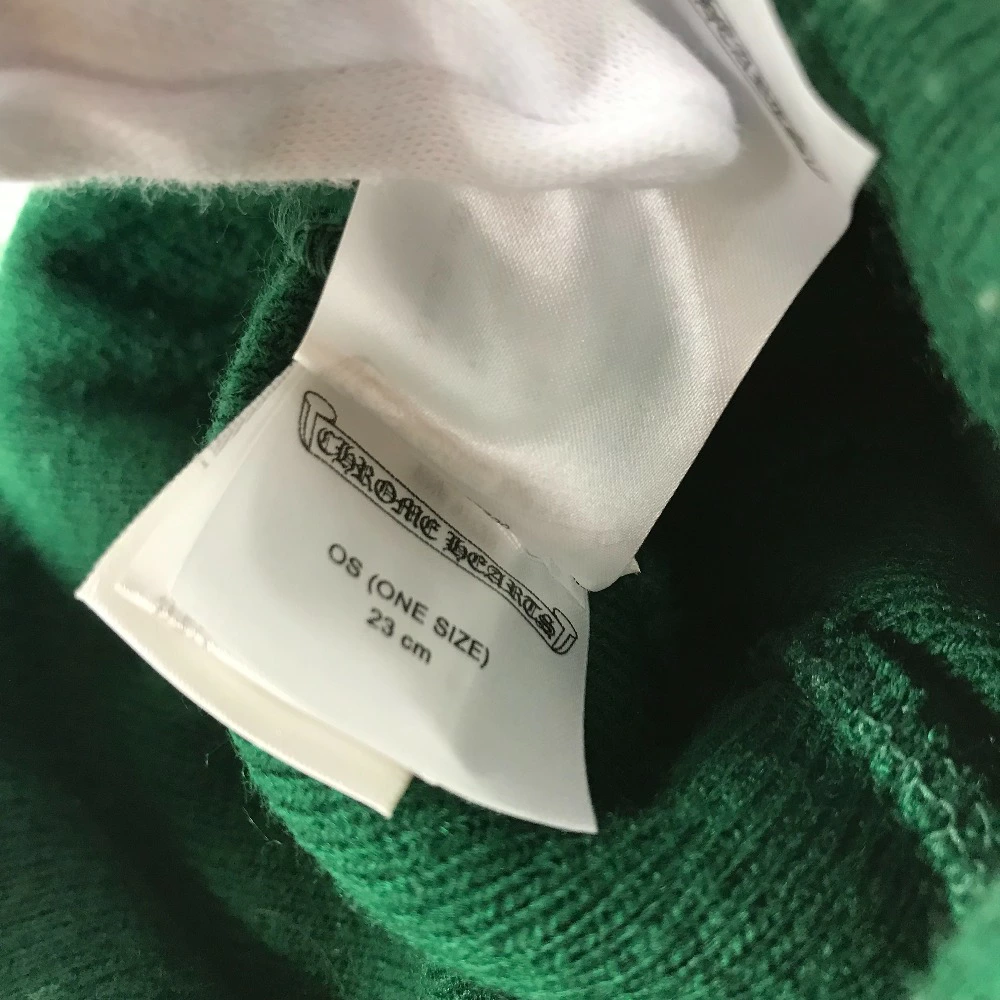 CHROME HEARTS
OS (ONE SIZE)
23 cm